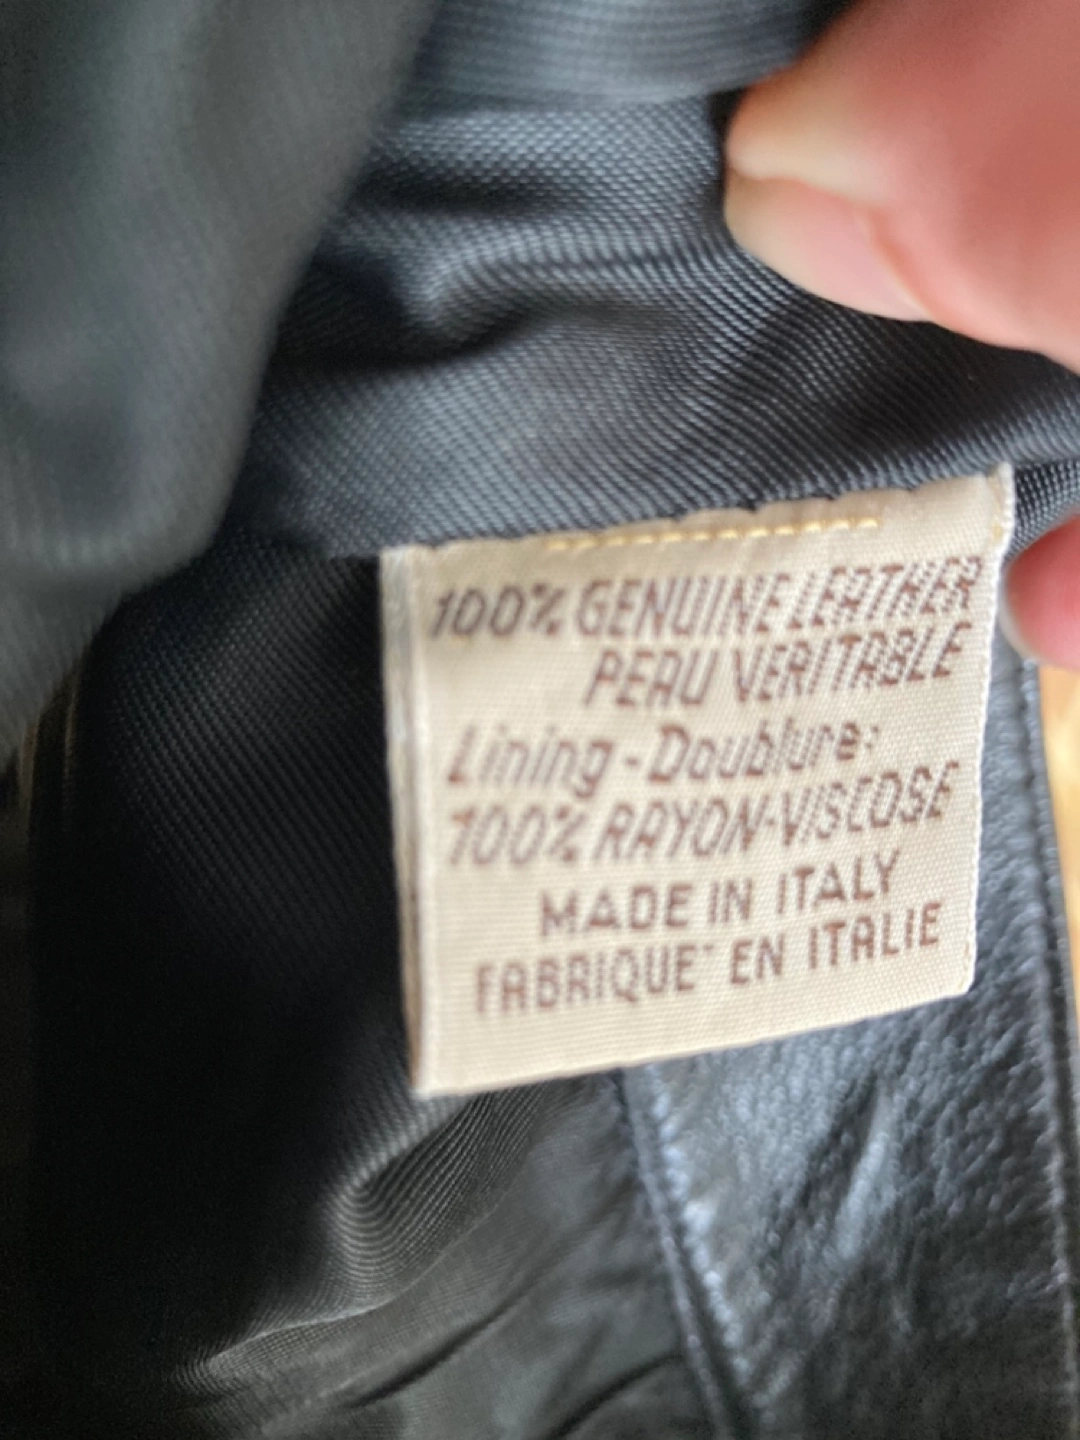 100% GENUINE LEATHER
PEAU VERITABLE
Lining - Doublure:
100% RAYON-VISCOSE
MADE IN ITALY
FABRIQUE EN ITALIE